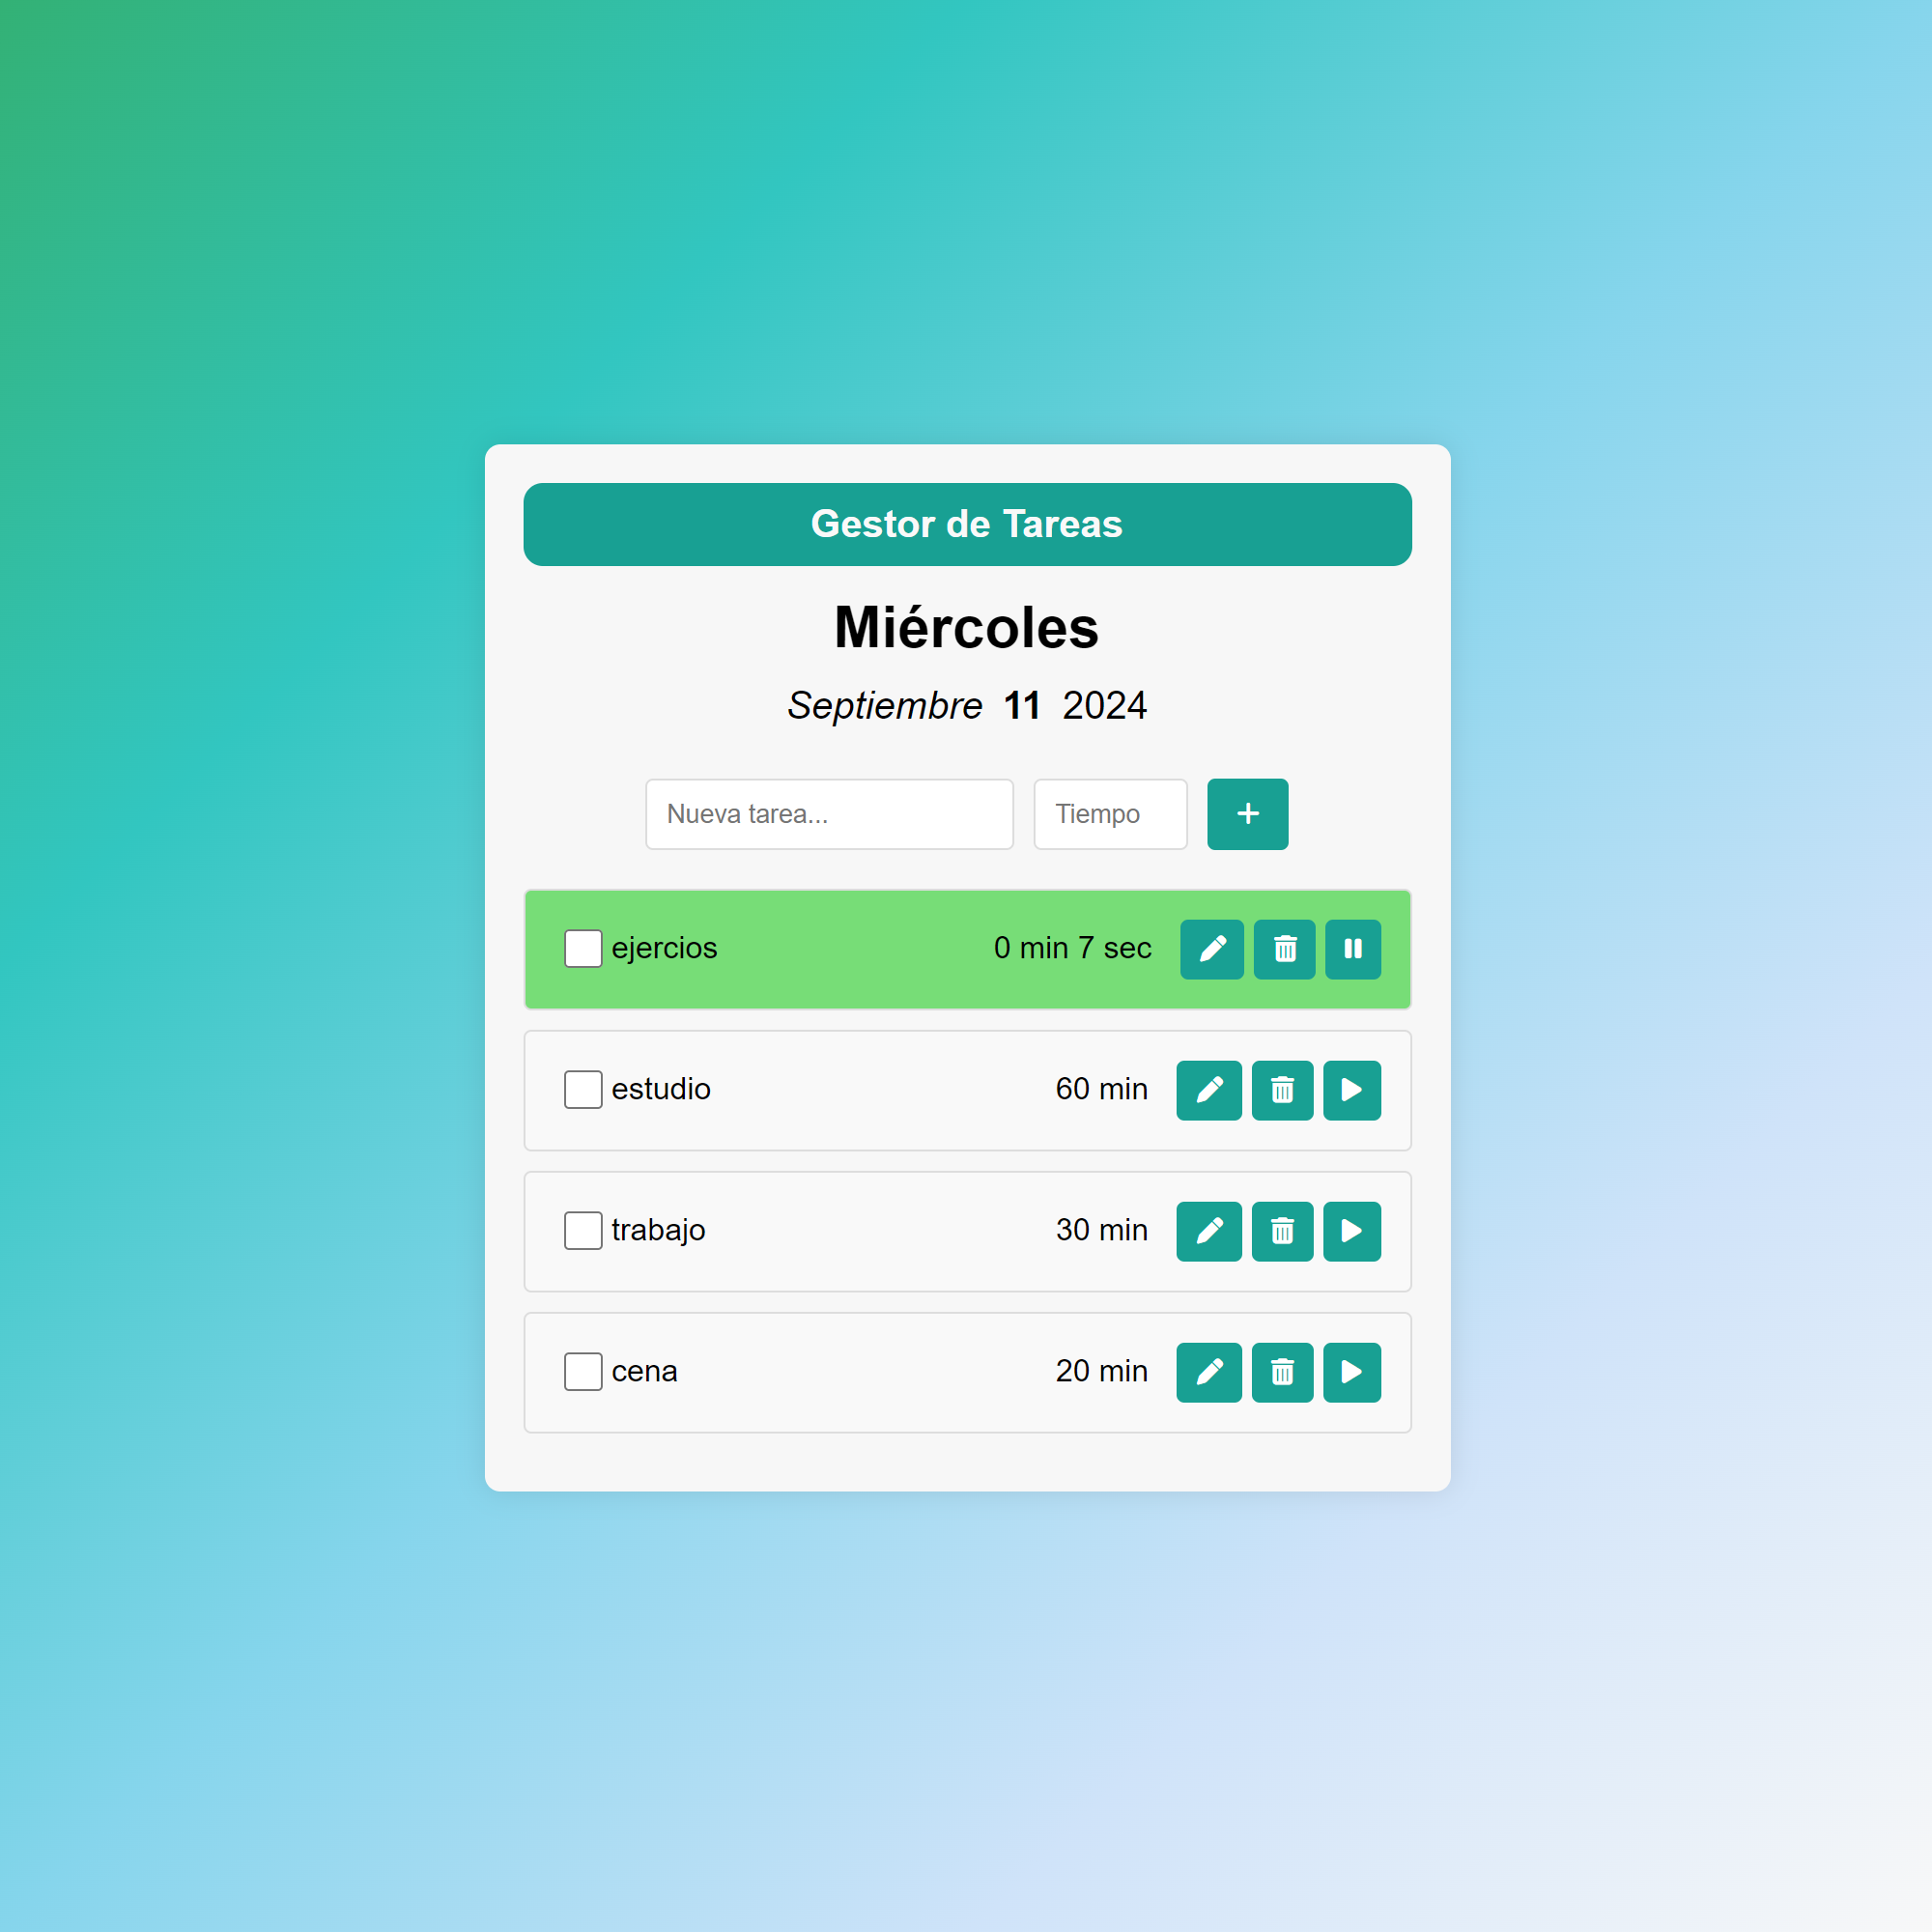 Gestor de Tareas
Miércoles
Septiembre 11 2024
Nueva tarea... Tiempo +
ejercios 0 min 7 sec
estudio 60 min
trabajo 30 min
cena 20 min